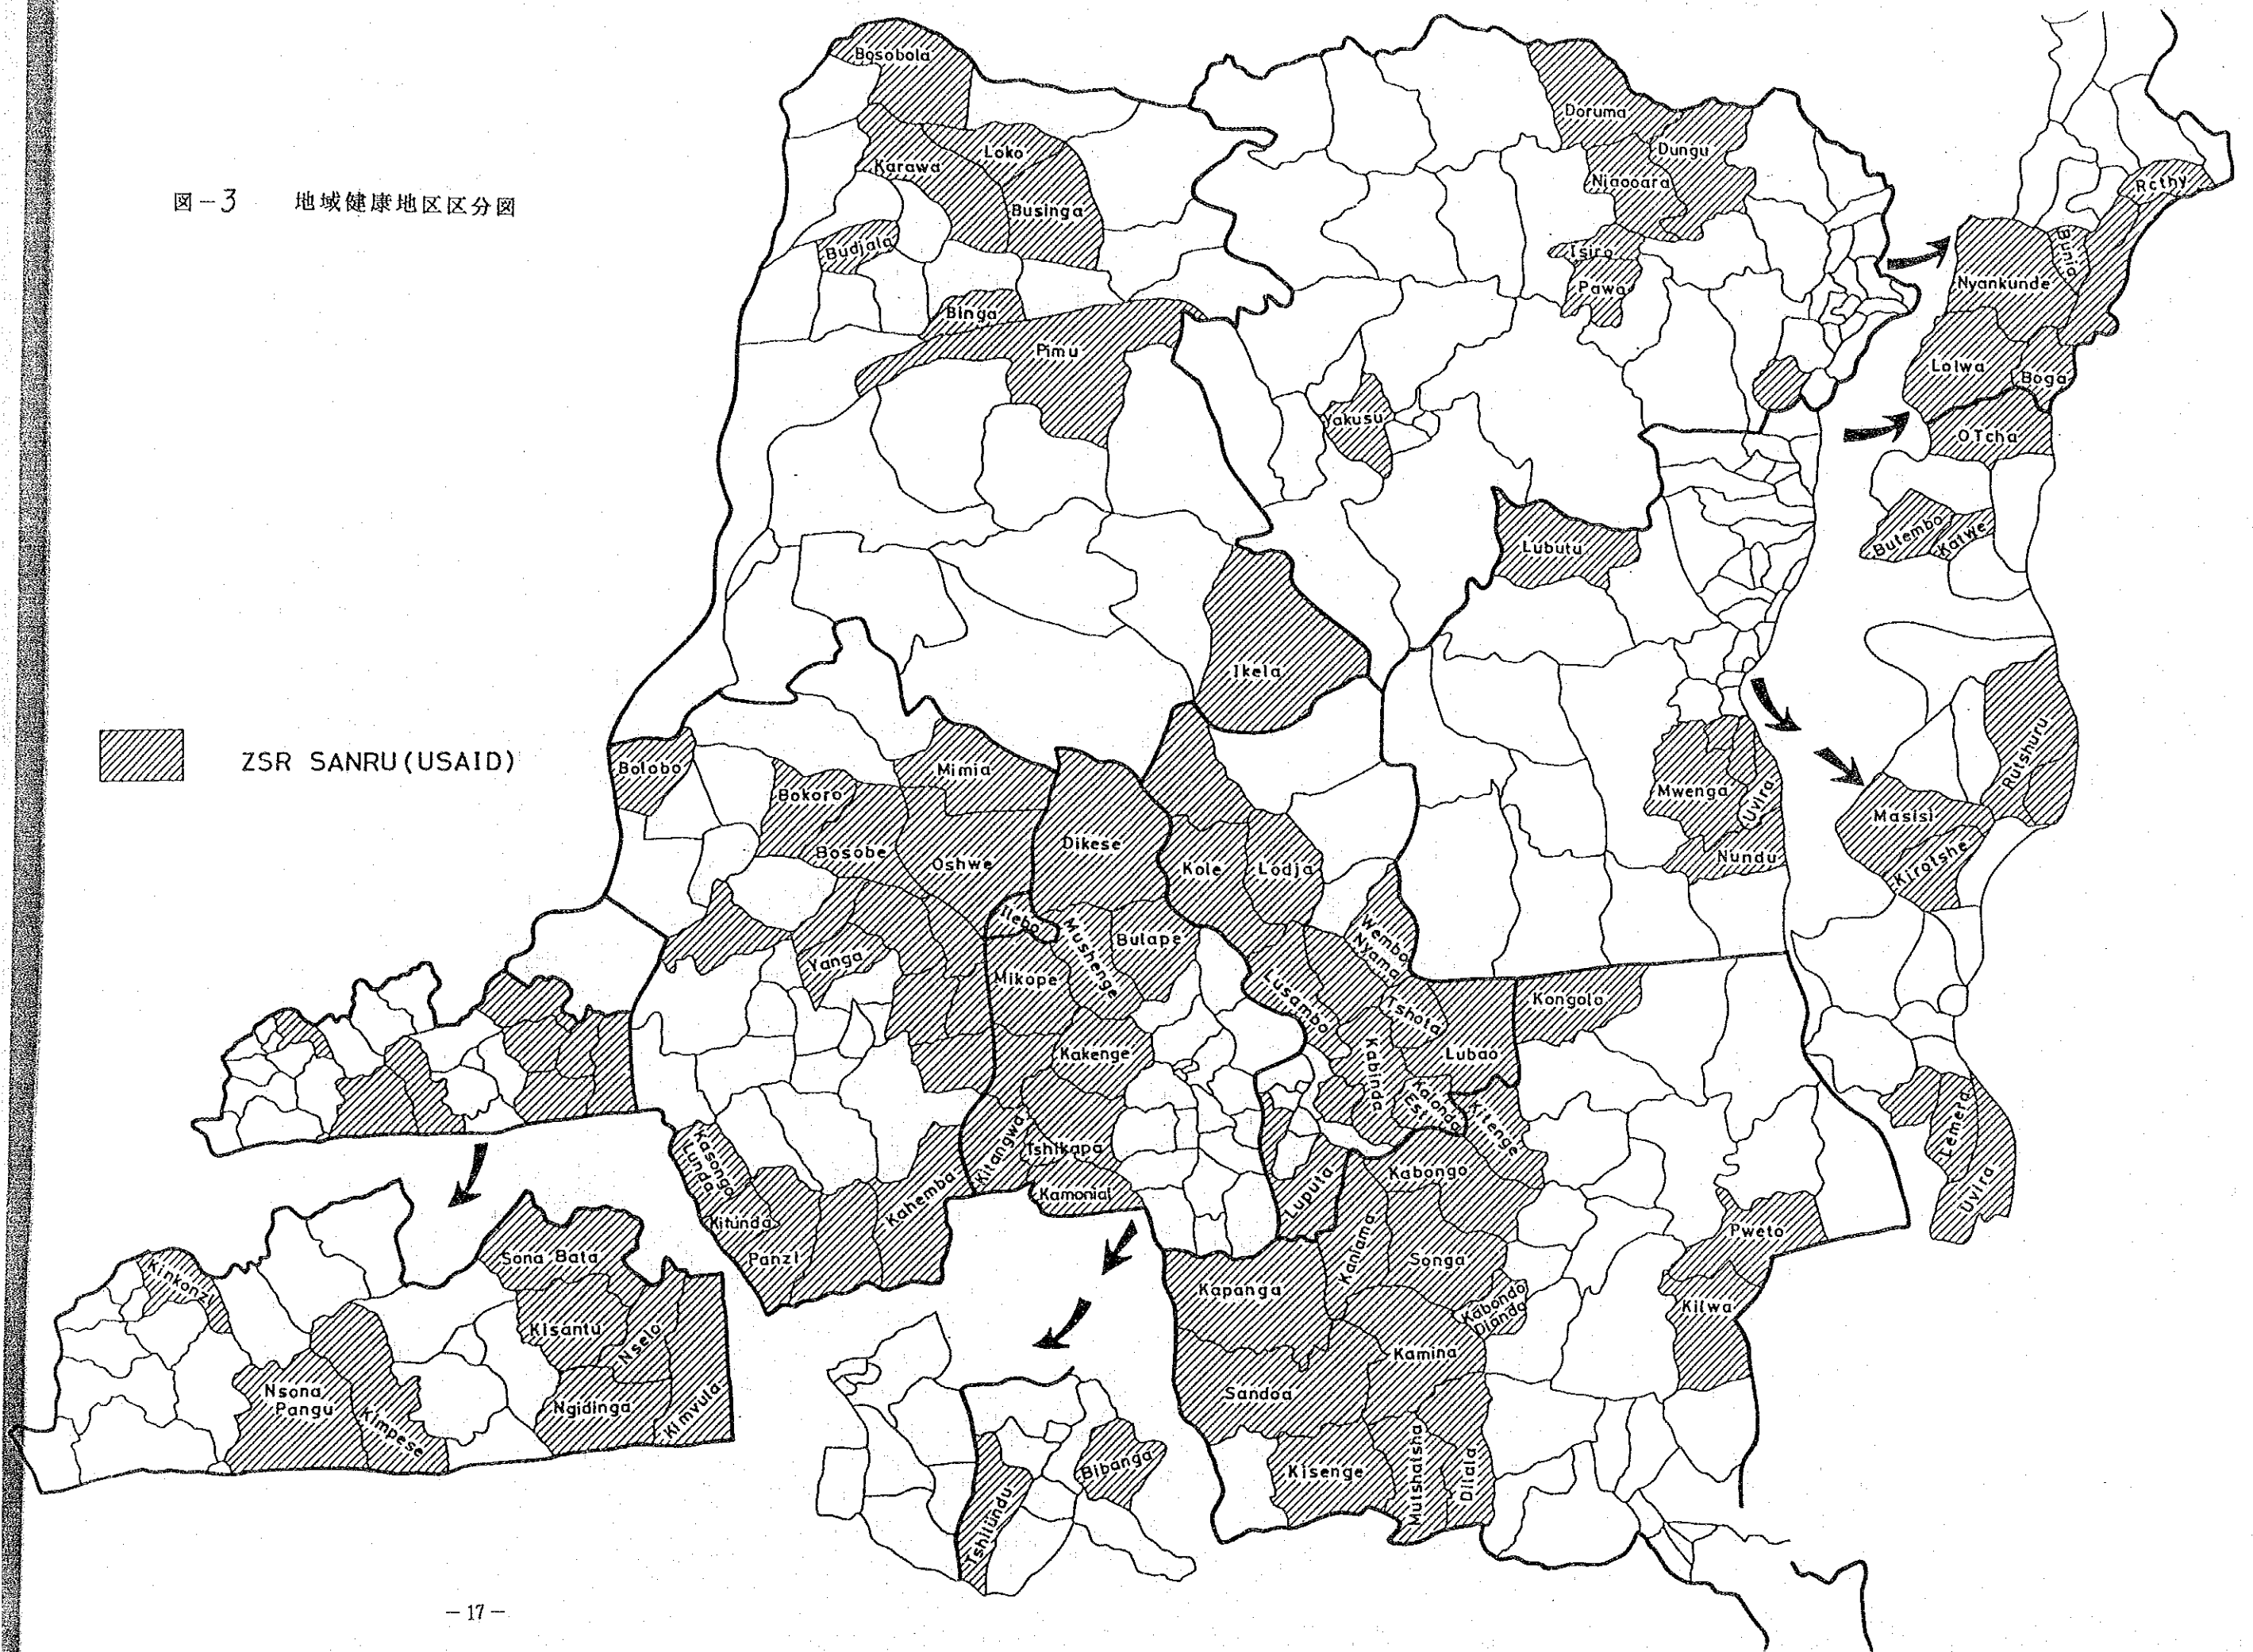 図-3 地域健康地区区分図
ZSR SANRU (USAID)
Bosobola
Karawa
Loko
Businga
Budjala
Binga
Pimu
Doruma
Dungu
Isiro
Pawa
Yakusu
Lubutu
Ikela
Rethy
Bunia
Nyankunde
Lolwa
Boga
OTcha
Butembo
Katwe
Rutshuru
Masisi
Kirotshe
Mwenga
Uvira
Nundu
Lemera
Uvira
Bolobo
Bokoro
Mimia
Bosobe
Oshwe
Dikese
Kole
Lodja
Ilebo
Mushenge
Bulape
Wembo
Nyama
Yanga
Mikope
Lusambo
Tshota
Kongolo
Kakenge
Kabinda
Lubao
Kalonda
Est
Kitenge
Kasongo
Lunda
Kitangwa
Tshikapa
Kamonial
Kahemba
Kitunda
Panzi
Luputa
Kabongo
Kaniama
Songa
Kapanga
Kabondo
Dianda
Pweto
Kilwa
Kamina
Sandoa
Kisenge
Mutshatsha
Dilala
Kinkonzi
Sona Bata
Kisantu
Nselo
Nsona
Pangu
Kimpese
Ngidinga
Kimvula
Bibanga
Tshilundu
-17-